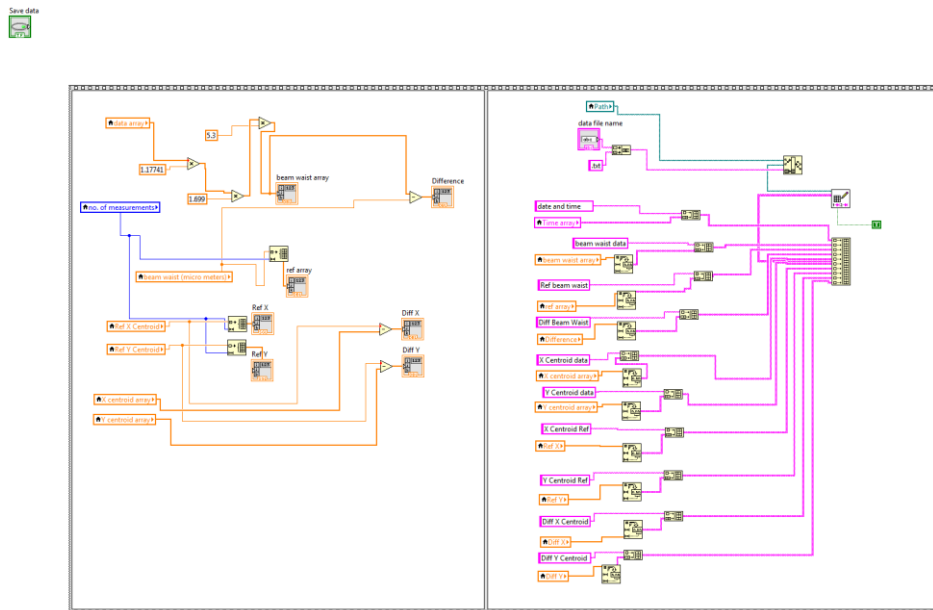 Save data
data array
5.3
1.17741
1.699
beam waist array
Difference
no. of measurements
beam waist (micro meters)
ref array
Ref X Centroid
Ref Y Centroid
Ref X
Ref Y
Diff X
Diff Y
X centroid array
Y centroid array
Path
data file name
abc
.txt
date and time
Time array
beam waist data
beam waist array
Ref beam waist
ref array
Diff Beam Waist
Difference
X Centroid data
X centroid array
Y Centroid data
Y centroid array
X Centroid Ref
Ref X
Y Centroid Ref
Ref Y
Diff X Centroid
Diff X
Diff Y Centroid
Diff Y